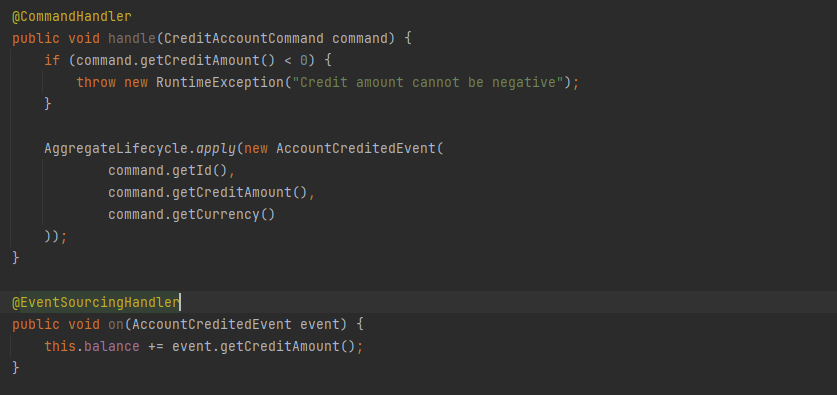 @CommandHandler
public void handle(CreditAccountCommand command) {
    if (command.getCreditAmount() < 0) {
        throw new RuntimeException("Credit amount cannot be negative");
    }

    AggregateLifecycle.apply(new AccountCreditedEvent(
            command.getId(),
            command.getCreditAmount(),
            command.getCurrency()
    ));
}

@EventSourcingHandler
public void on(AccountCreditedEvent event) {
    this.balance += event.getCreditAmount();
}